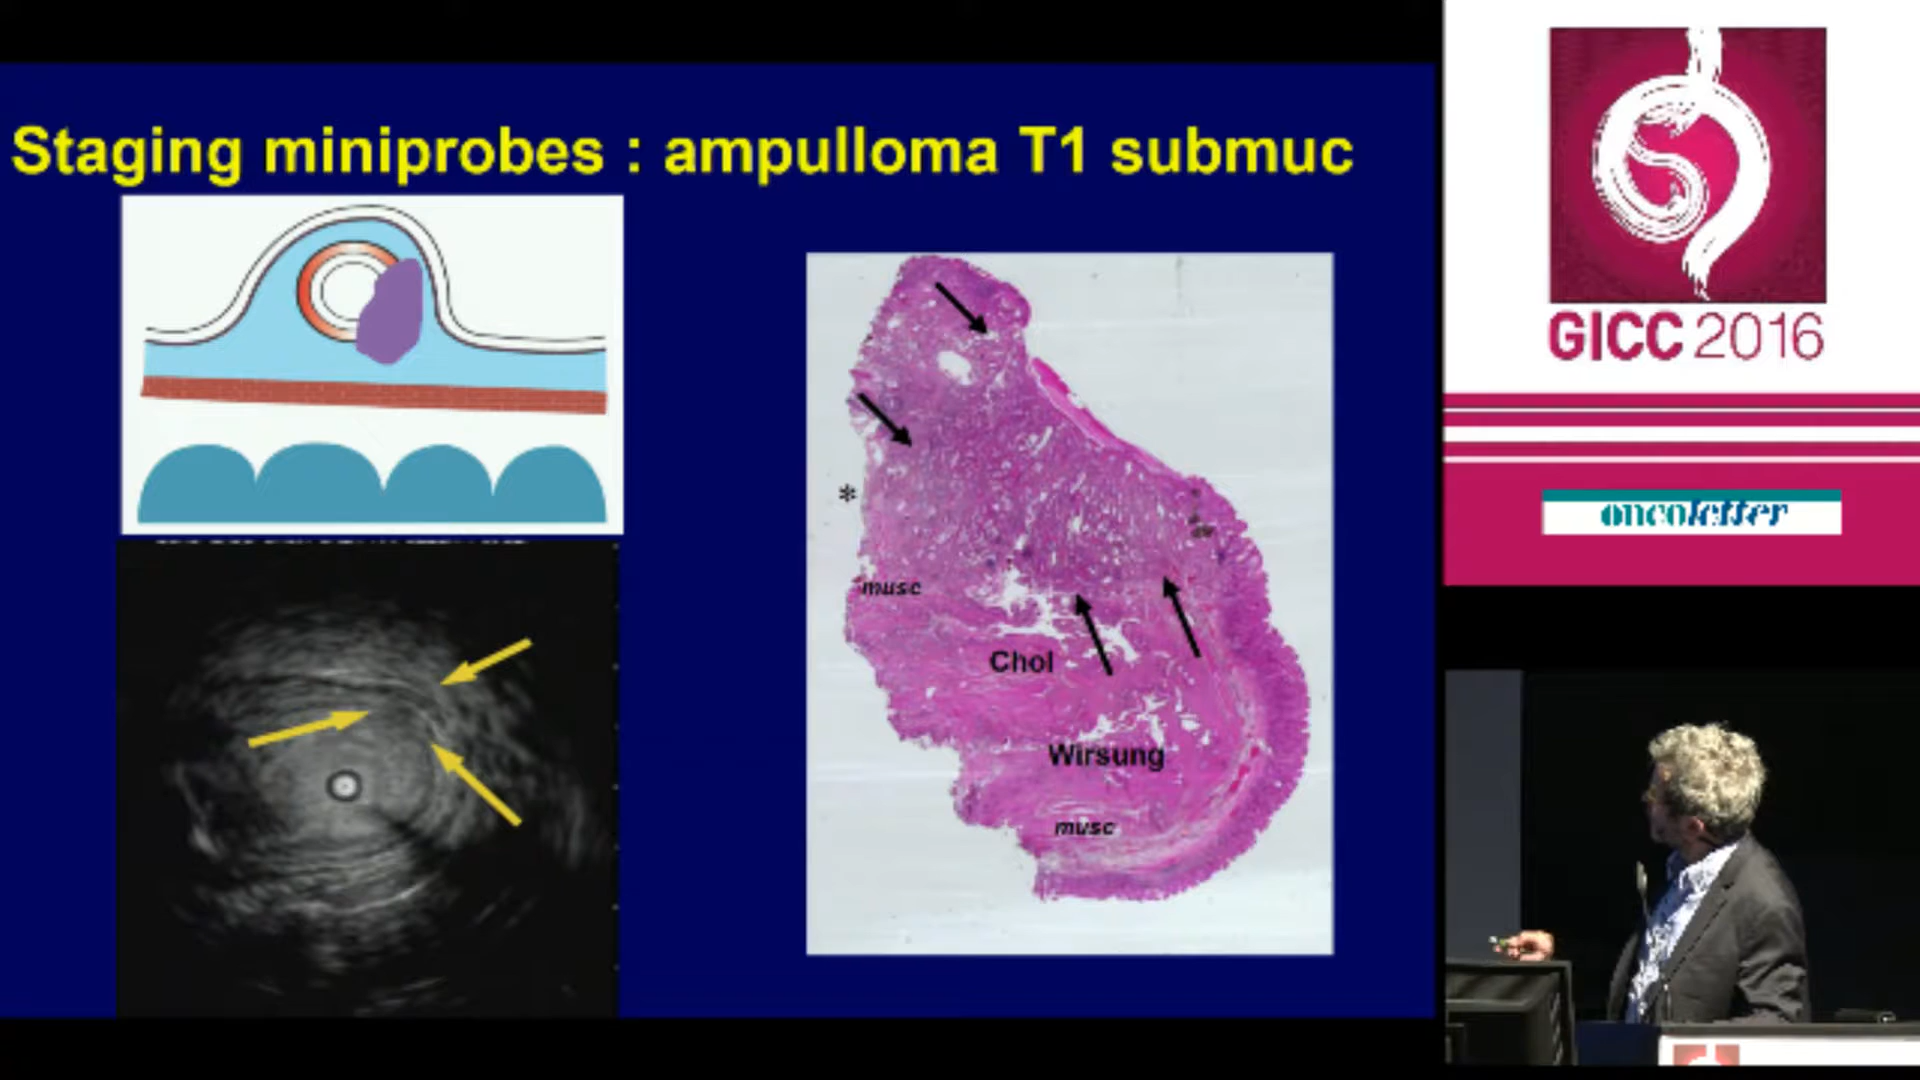 Staging miniprobes : ampulloma T1 submuc
*
musc
Chol
Wirsung
musc
GICC 2016
oncoletter